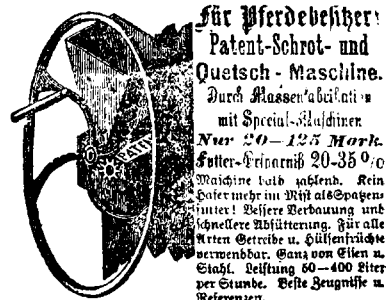 Für Pferdebesitzer!
Patent-Schrot- und
Quetsch-Maschine.
Durch Massenfabrikation
mit Special-Maschinen
Nur 20—125 Mark.
Futter-Ersparniß 20-35%
Maschine bald zahlend. Kein
Hafer mehr im Mist als Spatzen-
futter! Bessere Verdauung und
schnellere Abfütterung. Für alle
Arten Getreide u. Hülsenfrüchte
verwendbar. Ganz von Eisen u.
Stahl. Leistung 50—400 Liter
per Stunde. Beste Zeugnisse u.
Referenzen.
PATENT